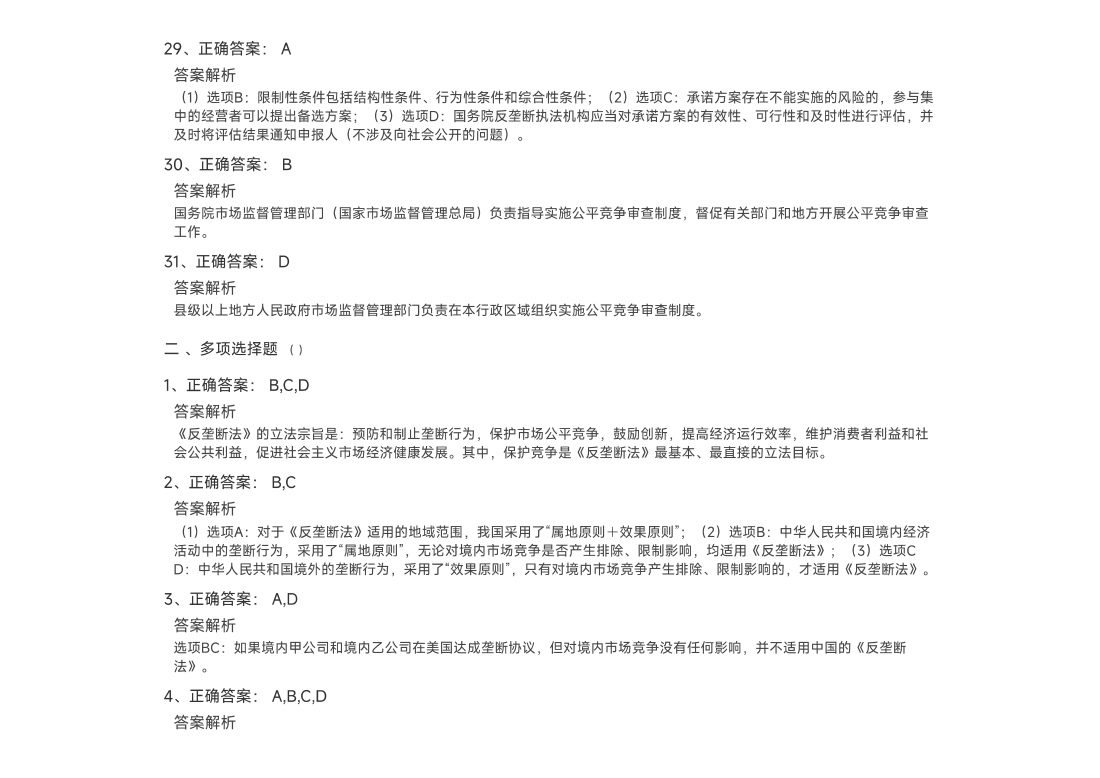 29、正确答案： A
答案解析
（1）选项B：限制性条件包括结构性条件、行为性条件和综合性条件；（2）选项C：承诺方案存在不能实施的风险的，参与集
中的经营者可以提出备选方案；（3）选项D：国务院反垄断执法机构应当对承诺方案的有效性、可行性和及时性进行评估，并
及时将评估结果通知申报人（不涉及向社会公开的问题）。
30、正确答案： B
答案解析
国务院市场监督管理部门（国家市场监督管理总局）负责指导实施公平竞争审查制度，督促有关部门和地方开展公平竞争审查
工作。
31、正确答案： D
答案解析
县级以上地方人民政府市场监督管理部门负责在本行政区域组织实施公平竞争审查制度。
二 、多项选择题 （ ）
1、正确答案： B,C,D
答案解析
《反垄断法》的立法宗旨是：预防和制止垄断行为，保护市场公平竞争，鼓励创新，提高经济运行效率，维护消费者利益和社
会公共利益，促进社会主义市场经济健康发展。其中，保护竞争是《反垄断法》最基本、最直接的立法目标。
2、正确答案： B,C
答案解析
（1）选项A：对于《反垄断法》适用的地域范围，我国采用了“属地原则＋效果原则”；（2）选项B：中华人民共和国境内经济
活动中的垄断行为，采用了“属地原则”，无论对境内市场竞争是否产生排除、限制影响，均适用《反垄断法》；（3）选项C
D：中华人民共和国境外的垄断行为，采用了“效果原则”，只有对境内市场竞争产生排除、限制影响的，才适用《反垄断法》。
3、正确答案： A,D
答案解析
选项BC：如果境内甲公司和境内乙公司在美国达成垄断协议，但对境内市场竞争没有任何影响，并不适用中国的《反垄断
法》。
4、正确答案： A,B,C,D
答案解析